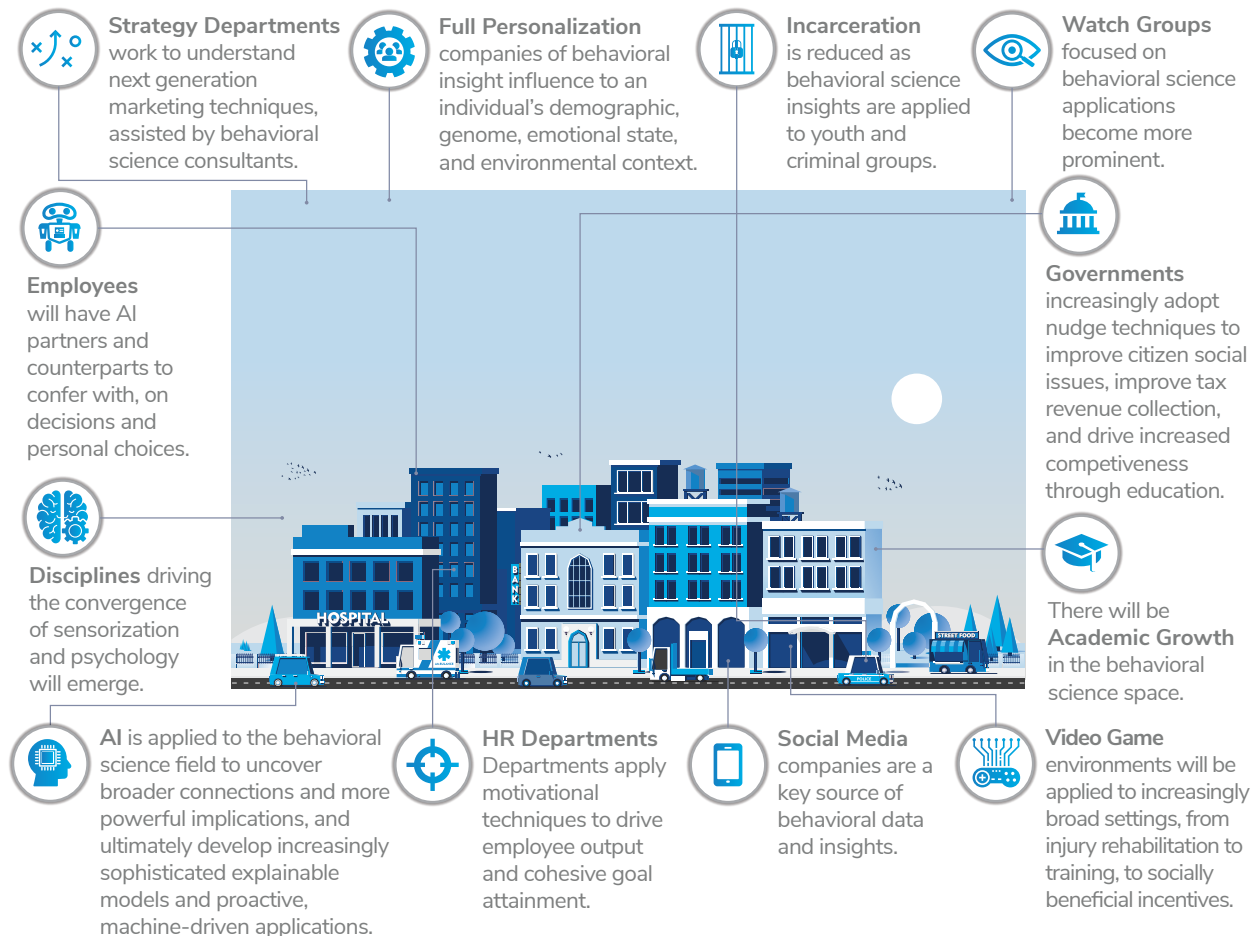 Strategy Departments
work to understand
next generation
marketing techniques,
assisted by behavioral
science consultants.
Full Personalization
companies of behavioral
insight influence to an
individual's demographic,
genome, emotional state,
and environmental context.
Incarceration
is reduced as
behavioral science
insights are applied
to youth and
criminal groups.
Watch Groups
focused on
behavioral science
applications
become more
prominent.
Employees
will have AI
partners and
counterparts to
confer with, on
decisions and
personal choices.
Governments
increasingly adopt
nudge techniques to
improve citizen social
issues, improve tax
revenue collection,
and drive increased
competiveness
through education.
Disciplines driving
the convergence
of sensorization
and psychology
will emerge.
There will be
Academic Growth
in the behavioral
science space.
HOSPITAL
BANK
AMBULANCE
POLICE
STREET FOOD
AI is applied to the behavioral
science field to uncover
broader connections and more
powerful implications, and
ultimately develop increasingly
sophisticated explainable
models and proactive,
machine-driven applications.
HR Departments
Departments apply
motivational
techniques to drive
employee output
and cohesive goal
attainment.
Social Media
companies are a
key source of
behavioral data
and insights.
Video Game
environments will be
applied to increasingly
broad settings, from
injury rehabilitation to
training, to socially
beneficial incentives.